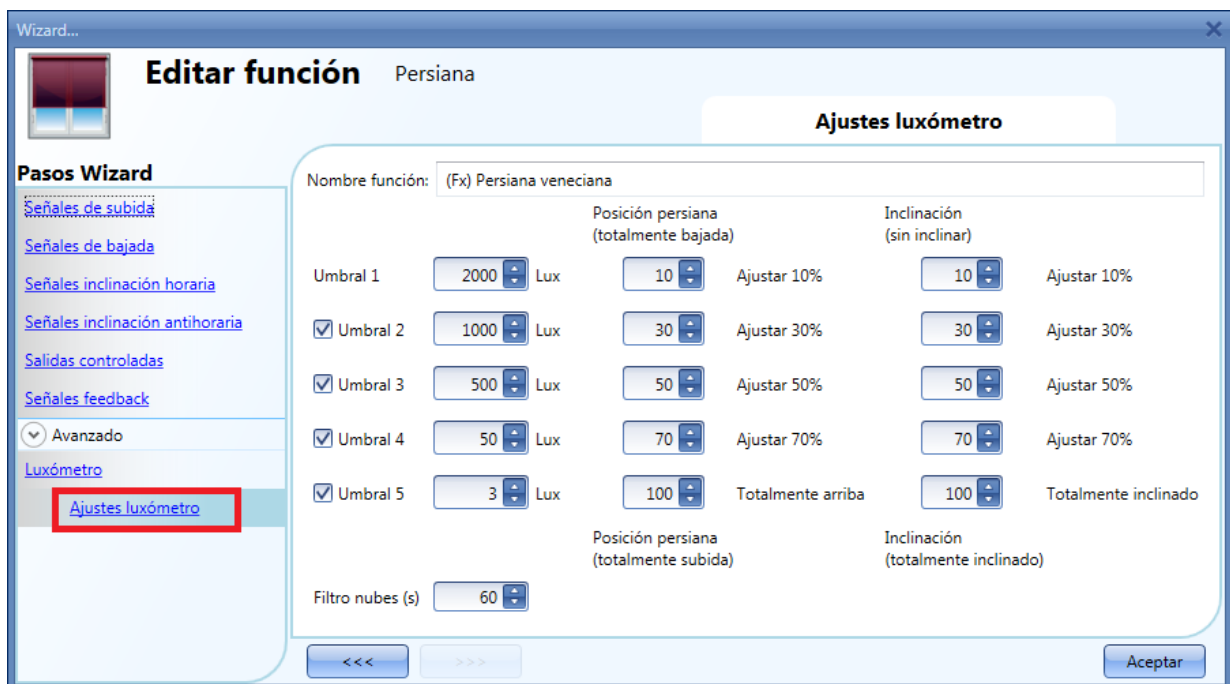 Wizard...
Editar función Persiana
Ajustes luxómetro
Pasos Wizard
Señales de subida
Señales de bajada
Señales inclinación horaria
Señales inclinación antihoraria
Salidas controladas
Señales feedback
Avanzado
Luxómetro
Ajustes luxómetro
Nombre función: (Fx) Persiana veneciana
Posición persiana Inclinación
(totalmente bajada) (sin inclinar)
Umbral 1 2000 Lux 10 Ajustar 10% 10 Ajustar 10%
Umbral 2 1000 Lux 30 Ajustar 30% 30 Ajustar 30%
Umbral 3 500 Lux 50 Ajustar 50% 50 Ajustar 50%
Umbral 4 50 Lux 70 Ajustar 70% 70 Ajustar 70%
Umbral 5 3 Lux 100 Totalmente arriba 100 Totalmente inclinado
Posición persiana Inclinación
(totalmente subida) (totalmente inclinado)
Filtro nubes (s) 60
<<< >>> Aceptar